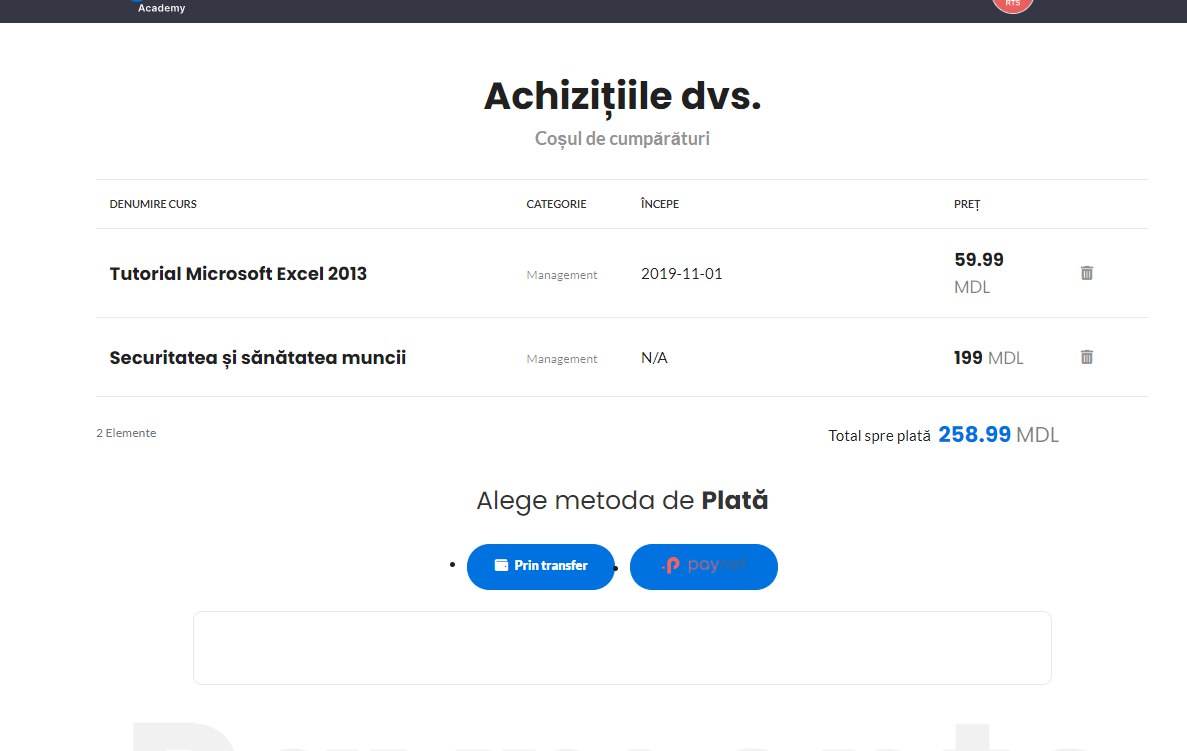 Academy
RTS
Achizițiile dvs.
Coșul de cumpărături
DENUMIRE CURS CATEGORIE ÎNCEPE PREȚ
Tutorial Microsoft Excel 2013 Management 2019-11-01 59.99 MDL
Securitatea și sănătatea muncii Management N/A 199 MDL
2 Elemente Total spre plată 258.99 MDL
Alege metoda de Plată
Prin transfer paynet